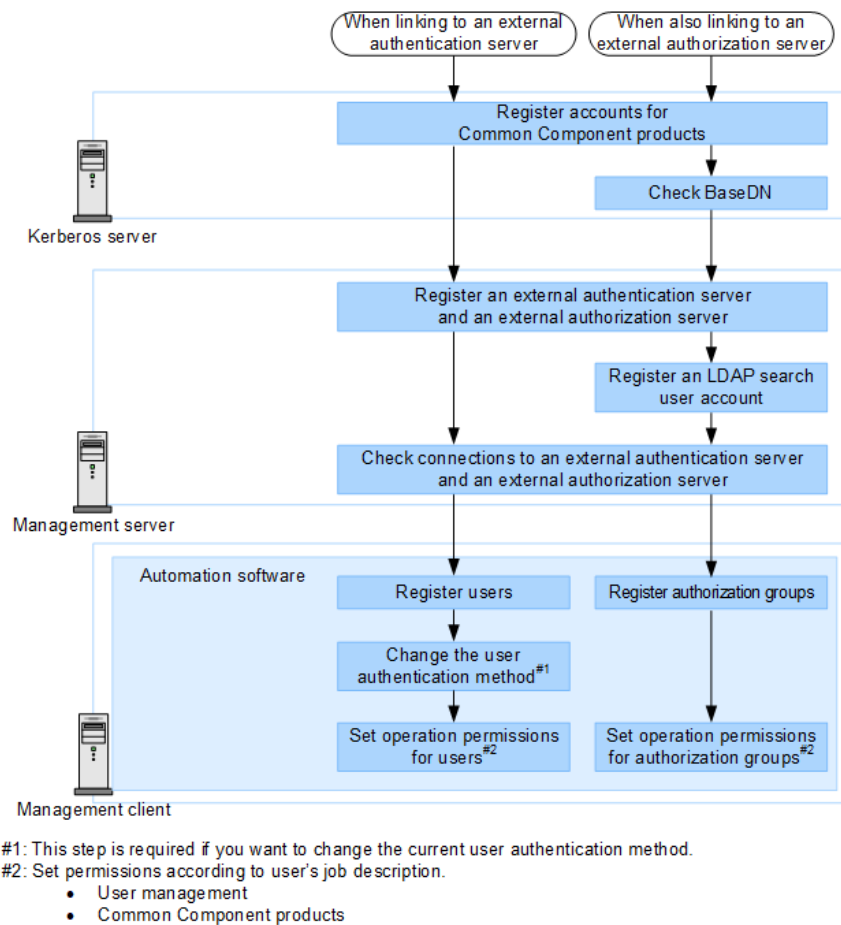 When linking to an external
authentication server
When also linking to an
external authorization server
Register accounts for
Common Component products
Check BaseDN
Kerberos server
Register an external authentication server
and an external authorization server
Register an LDAP search
user account
Check connections to an external authentication server
and an external authorization server
Management server
Automation software
Register users
Register authorization groups
Change the user
authentication method#1
Set operation permissions
for users#2
Set operation permissions
for authorization groups#2
Management client
#1: This step is required if you want to change the current user authentication method.
#2: Set permissions according to user's job description.
• User management
• Common Component products